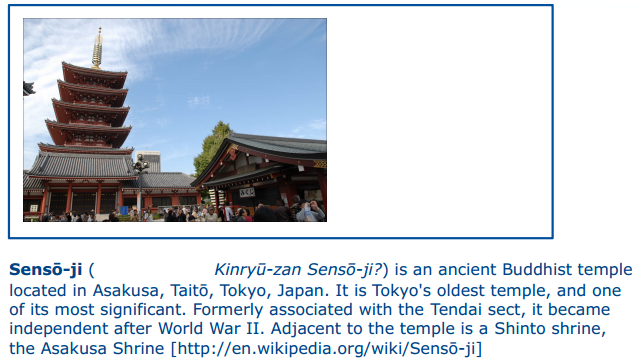 Sensō-ji ( Kinryū-zan Sensō-ji?) is an ancient Buddhist temple
located in Asakusa, Taitō, Tokyo, Japan. It is Tokyo's oldest temple, and one
of its most significant. Formerly associated with the Tendai sect, it became
independent after World War II. Adjacent to the temple is a Shinto shrine,
the Asakusa Shrine [http://en.wikipedia.org/wiki/Sensō-ji]